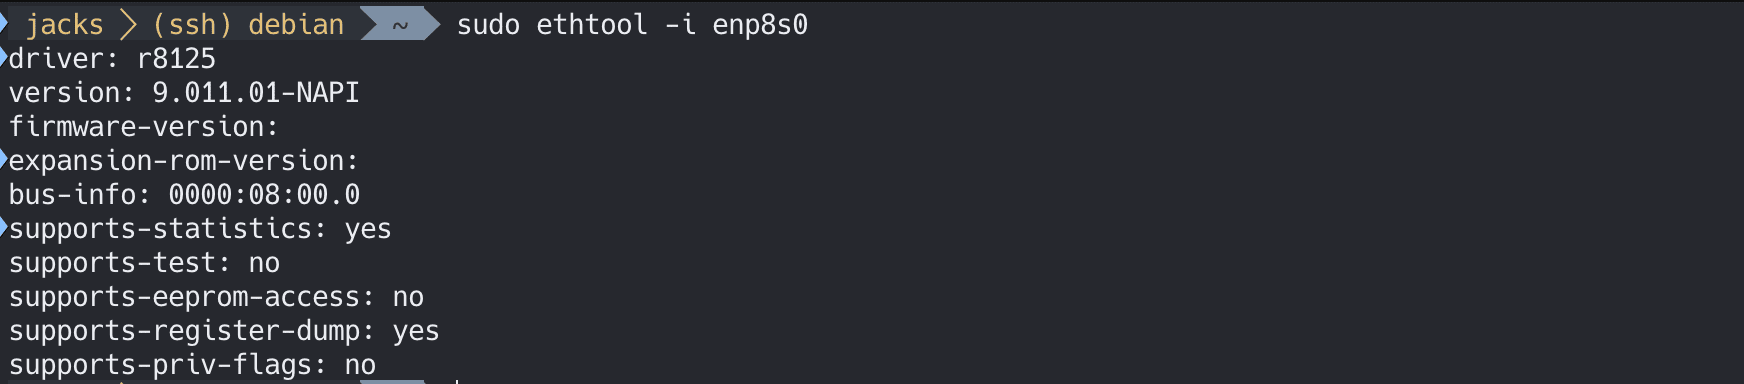 jacks (ssh) debian ~ sudo ethtool -i enp8s0
driver: r8125
version: 9.011.01-NAPI
firmware-version:
expansion-rom-version:
bus-info: 0000:08:00.0
supports-statistics: yes
supports-test: no
supports-eeprom-access: no
supports-register-dump: yes
supports-priv-flags: no